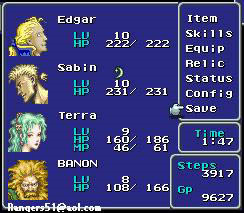 Edgar
LV 10
HP 222/ 222
Sabin
LV 10
HP 231/ 231
Terra
LV 9
HP 160/ 186
MP 46/ 61
BANON
LV 8
HP 108/ 166
Item
Skills
Equip
Relic
Status
Config
Save
Time
1:47
Steps
3917
Gp
9627
Rangers51@aol.com